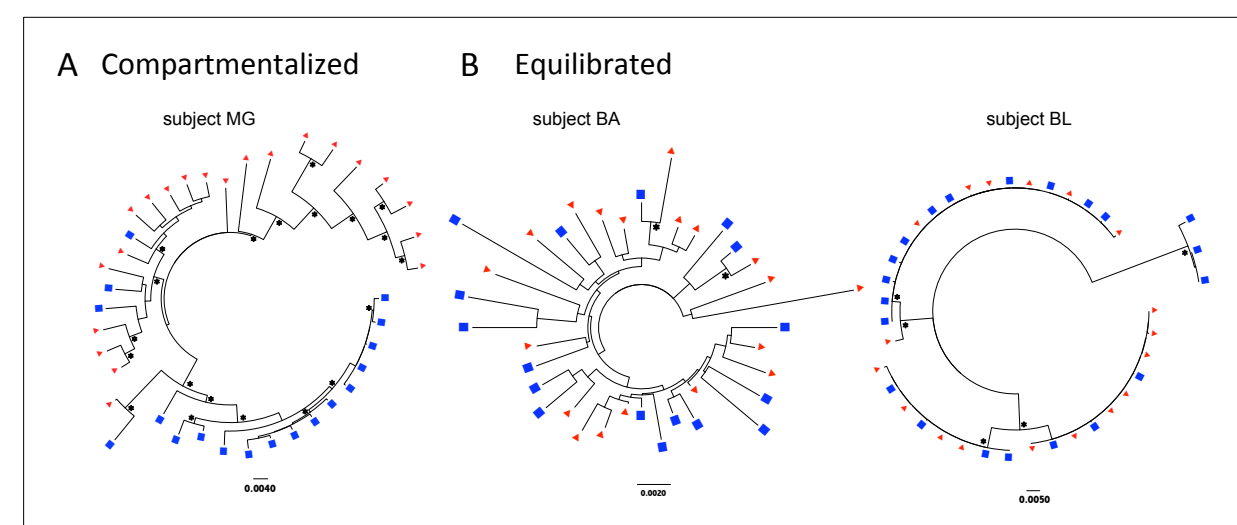 A Compartmentalized
B Equilibrated
subject MG
subject BA
subject BL
0.0040
0.0020
0.0050